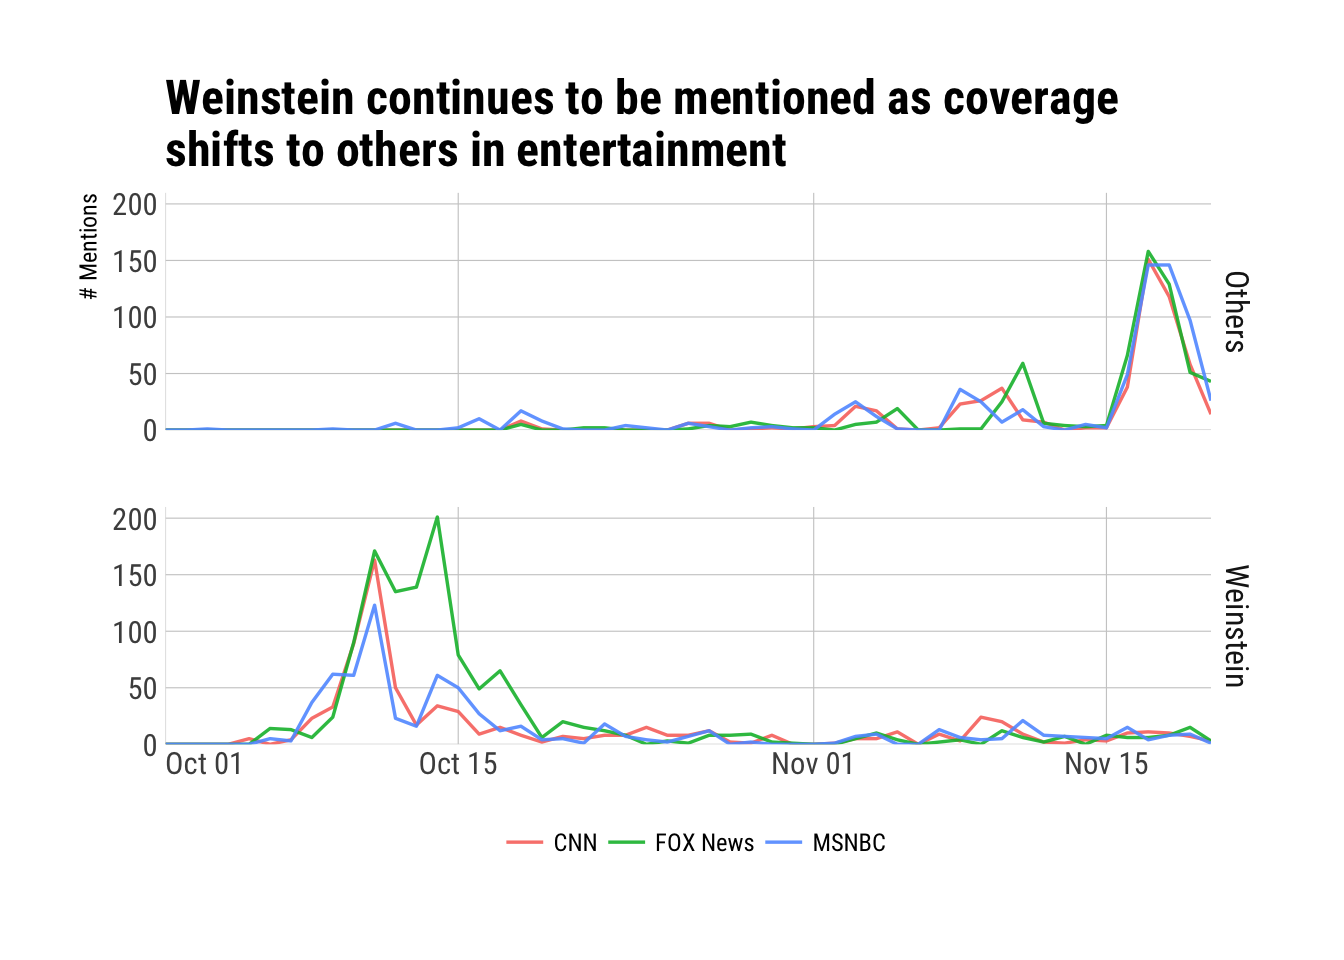 Weinstein continues to be mentioned as coverage
shifts to others in entertainment
# Mentions
200
150
100
50
0
Others
200
150
100
50
0
Weinstein
Oct 01 Oct 15 Nov 01 Nov 15
CNN FOX News MSNBC